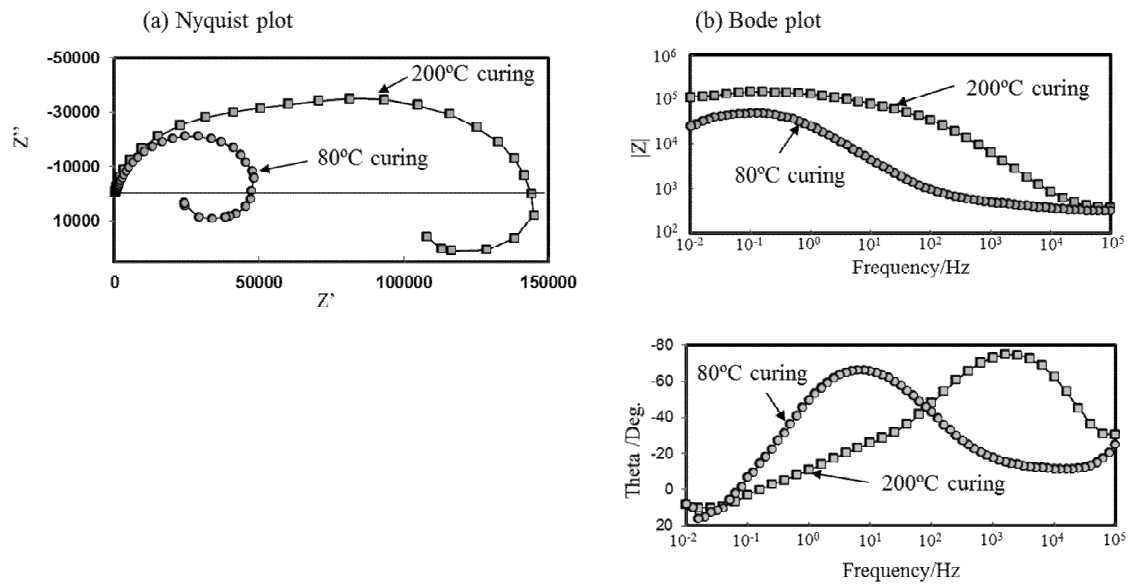 (a) Nyquist plot
-50000
-30000
-10000
10000
Z''
200ºC curing
80ºC curing
0 50000 100000 150000
Z'
(b) Bode plot
10⁶
10⁵
10⁴
10³
10²
|Z|
200ºC curing
80ºC curing
10⁻² 10⁻¹ 10⁰ 10¹ 10² 10³ 10⁴ 10⁵
Frequency/Hz
-80
-60
-40
-20
0
20
Theta /Deg.
80ºC curing
200ºC curing
10⁻² 10⁻¹ 10⁰ 10¹ 10² 10³ 10⁴ 10⁵
Frequency/Hz